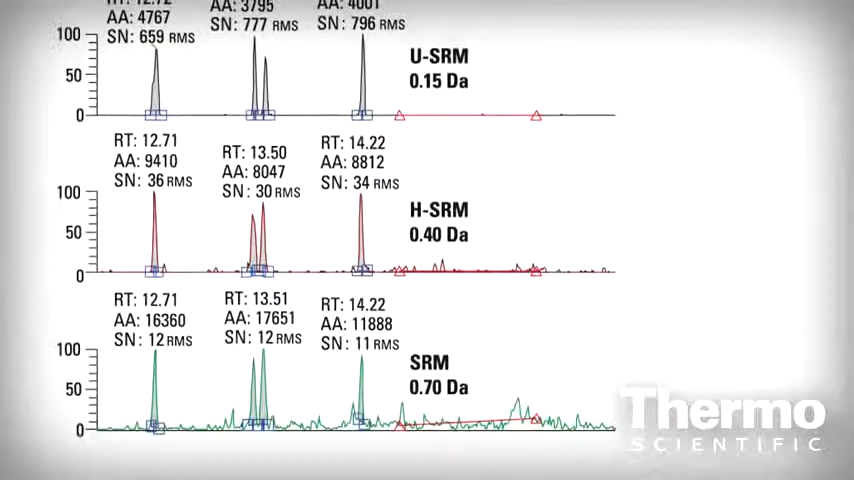 RT: 12.72
AA: 4767
SN: 659 RMS
AA: 3795
SN: 777 RMS
AA: 4001
SN: 796 RMS
100
50
0
U-SRM
0.15 Da
RT: 12.71
AA: 9410
SN: 36 RMS
RT: 13.50
AA: 8047
SN: 30 RMS
RT: 14.22
AA: 8812
SN: 34 RMS
100
50
0
H-SRM
0.40 Da
RT: 12.71
AA: 16360
SN: 12 RMS
RT: 13.51
AA: 17651
SN: 12 RMS
RT: 14.22
AA: 11888
SN: 11 RMS
100
50
0
SRM
0.70 Da
Thermo
SCIENTIFIC